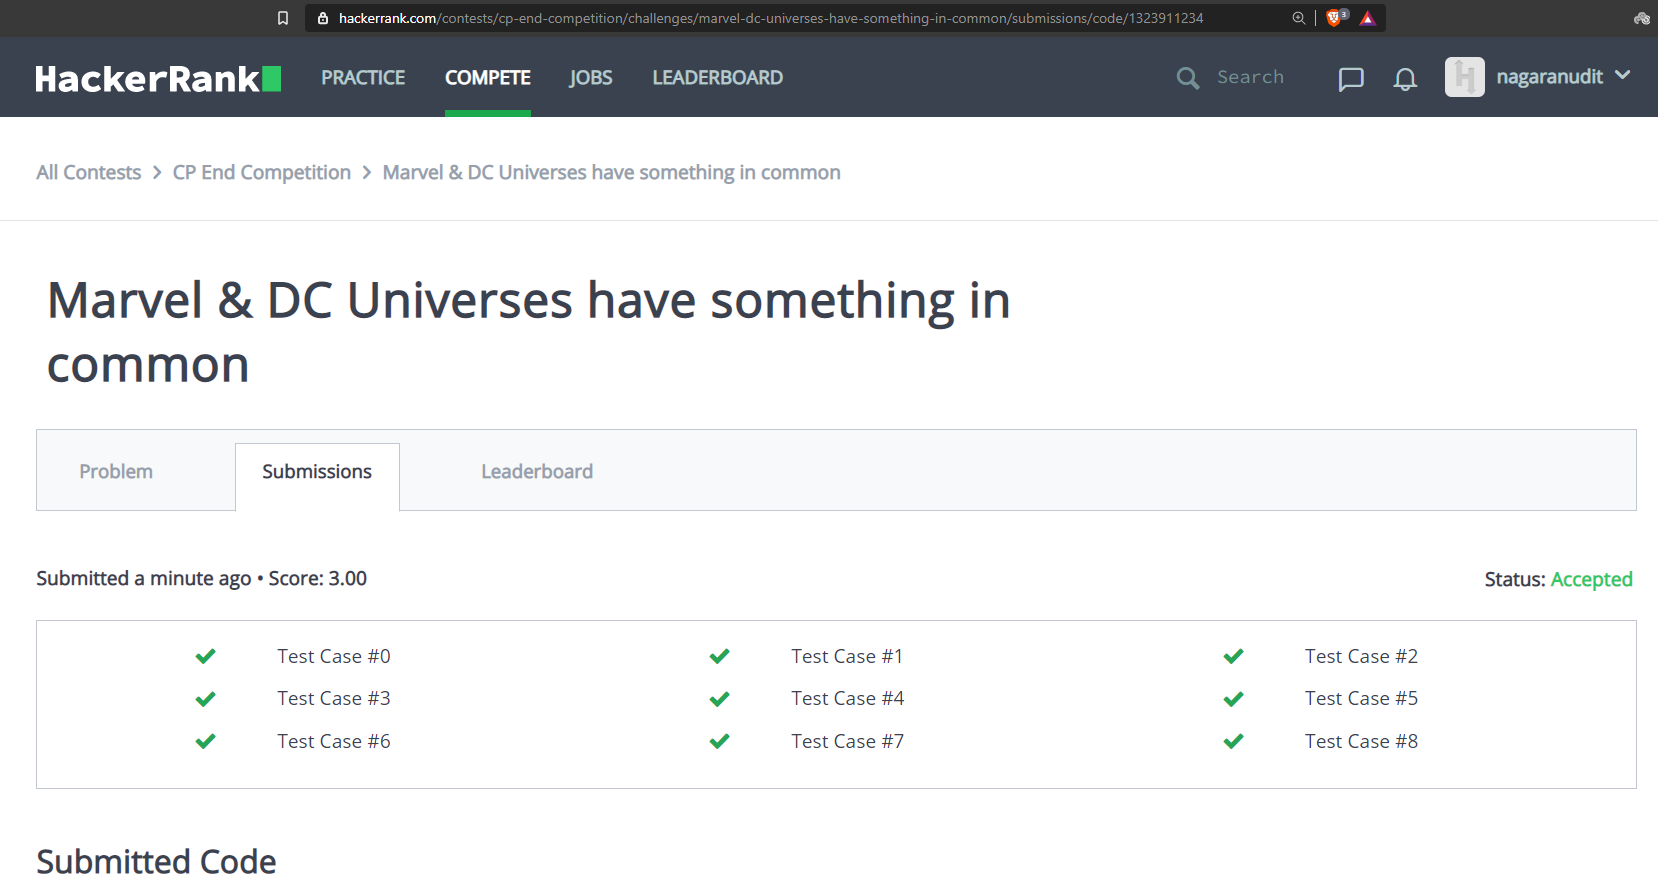 hackerrank.com/contests/cp-end-competition/challenges/marvel-dc-universes-have-something-in-common/submissions/code/1323911234
3
HackerRank
PRACTICE COMPETE JOBS LEADERBOARD
Search
nagaranudit
All Contests > CP End Competition > Marvel & DC Universes have something in common
Marvel & DC Universes have something in
common
Problem Submissions Leaderboard
Submitted a minute ago • Score: 3.00
Status: Accepted
Test Case #0 Test Case #1 Test Case #2
Test Case #3 Test Case #4 Test Case #5
Test Case #6 Test Case #7 Test Case #8
Submitted Code